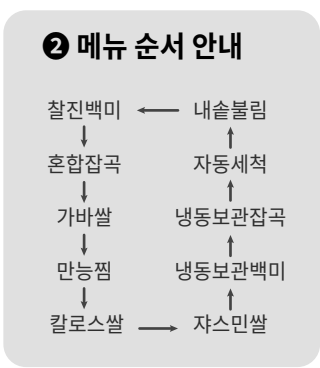 ❷ 메뉴 순서 안내
찰진백미 ← 내솥불림
혼합잡곡 자동세척
가바쌀 냉동보관잡곡
만능찜 냉동보관백미
칼로스쌀 → 쟈스민쌀